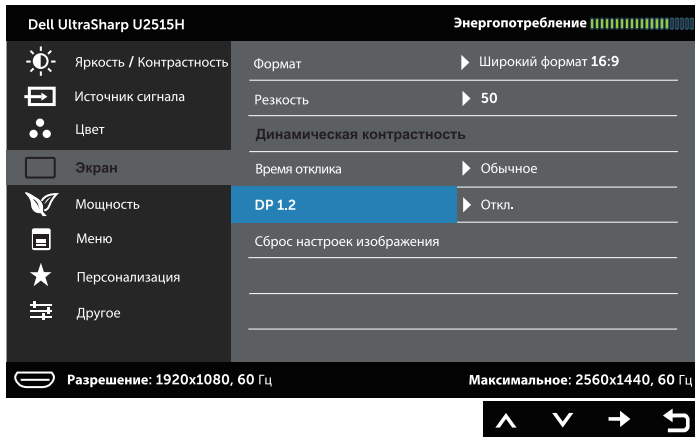 Dell UltraSharp U2515H
Энергопотребление
Яркость / Контрастность
Источник сигнала
Цвет
Экран
Мощность
Меню
Персонализация
Другое
Формат
Широкий формат 16:9
Резкость
50
Динамическая контрастность
Время отклика
Обычное
DP 1.2
Откл.
Сброс настроек изображения
Разрешение: 1920x1080, 60 Гц
Максимальное: 2560x1440, 60 Гц